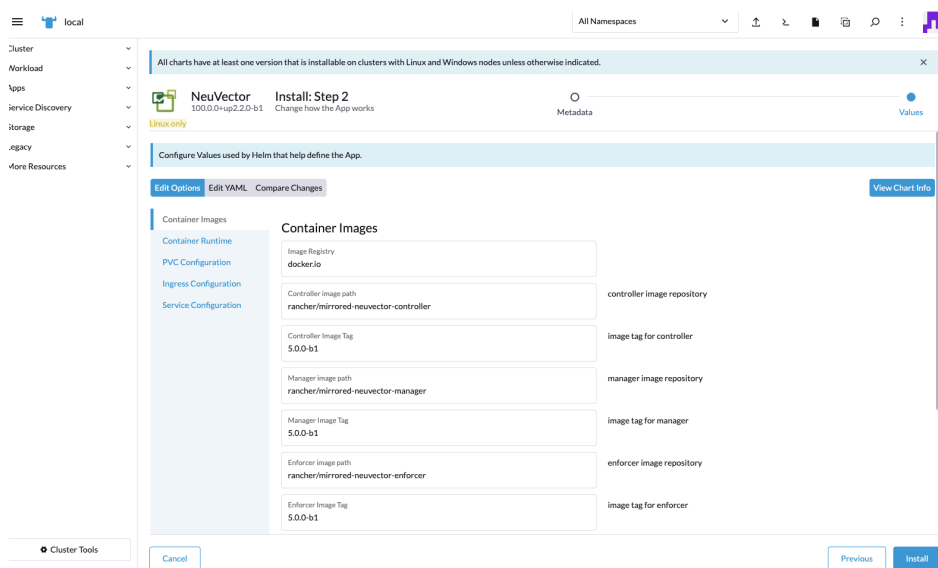 local
All Namespaces
Cluster
Workload
Apps
Service Discovery
Storage
Legacy
More Resources
Cluster Tools
All charts have at least one version that is installable on clusters with Linux and Windows nodes unless otherwise indicated.
NeuVector
100.0.0+up2.2.0-b1
Linux only
Install: Step 2
Change how the App works
Metadata
Values
Configure Values used by Helm that help define the App.
Edit Options
Edit YAML
Compare Changes
View Chart Info
Container Images
Container Runtime
PVC Configuration
Ingress Configuration
Service Configuration
Container Images
Image Registry
docker.io
Controller image path
rancher/mirrored-neuvector-controller
controller image repository
Controller Image Tag
5.0.0-b1
image tag for controller
Manager image path
rancher/mirrored-neuvector-manager
manager image repository
Manager Image Tag
5.0.0-b1
image tag for manager
Enforcer image path
rancher/mirrored-neuvector-enforcer
enforcer image repository
Enforcer Image Tag
5.0.0-b1
image tag for enforcer
Cancel
Previous
Install